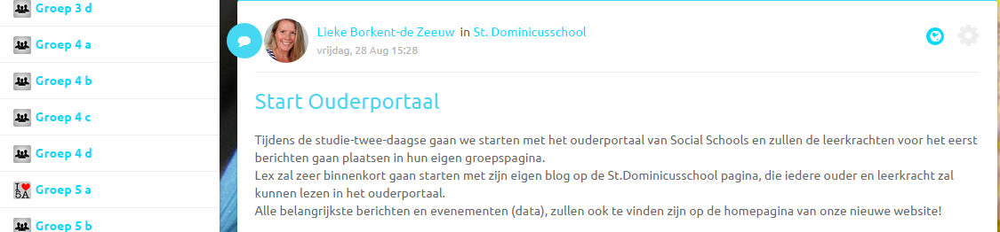 Groep 3 d
Groep 4 a
Groep 4 b
Groep 4 c
Groep 4 d
I ♥ 5A
Groep 5 a
Groep 5 b
Lieke Borkent-de Zeeuw in St. Dominicusschool
vrijdag, 28 Aug 15:28
Start Ouderportaal
Tijdens de studie-twee-daagse gaan we starten met het ouderportaal van Social Schools en zullen de leerkrachten voor het eerst
berichten gaan plaatsen in hun eigen groepspagina.
Lex zal zeer binnenkort gaan starten met zijn eigen blog op de St.Dominicusschool pagina, die iedere ouder en leerkracht zal
kunnen lezen in het ouderportaal.
Alle belangrijkste berichten en evenementen (data), zullen ook te vinden zijn op de homepagina van onze nieuwe website!